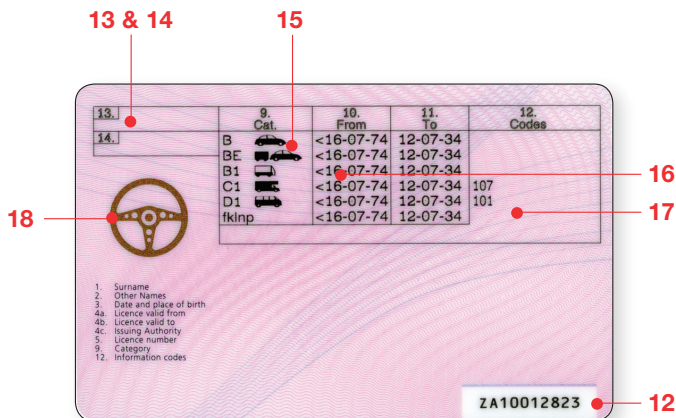 13 & 14
15
13.
9. Cat.
10. From
11. To
12. Codes
14.
B <16-07-74 12-07-34
BE <16-07-74 12-07-34
B1 <16-07-74 12-07-34
C1 <16-07-74 12-07-34 107
D1 <16-07-74 12-07-34 101
fklnp <16-07-74 12-07-34
16
17
18
1. Surname
2. Other Names
3. Date and place of birth
4a. Licence valid from
4b. Licence valid to
4c. Issuing Authority
5. Licence number
9. Category
12. Information codes
ZA10012823
12